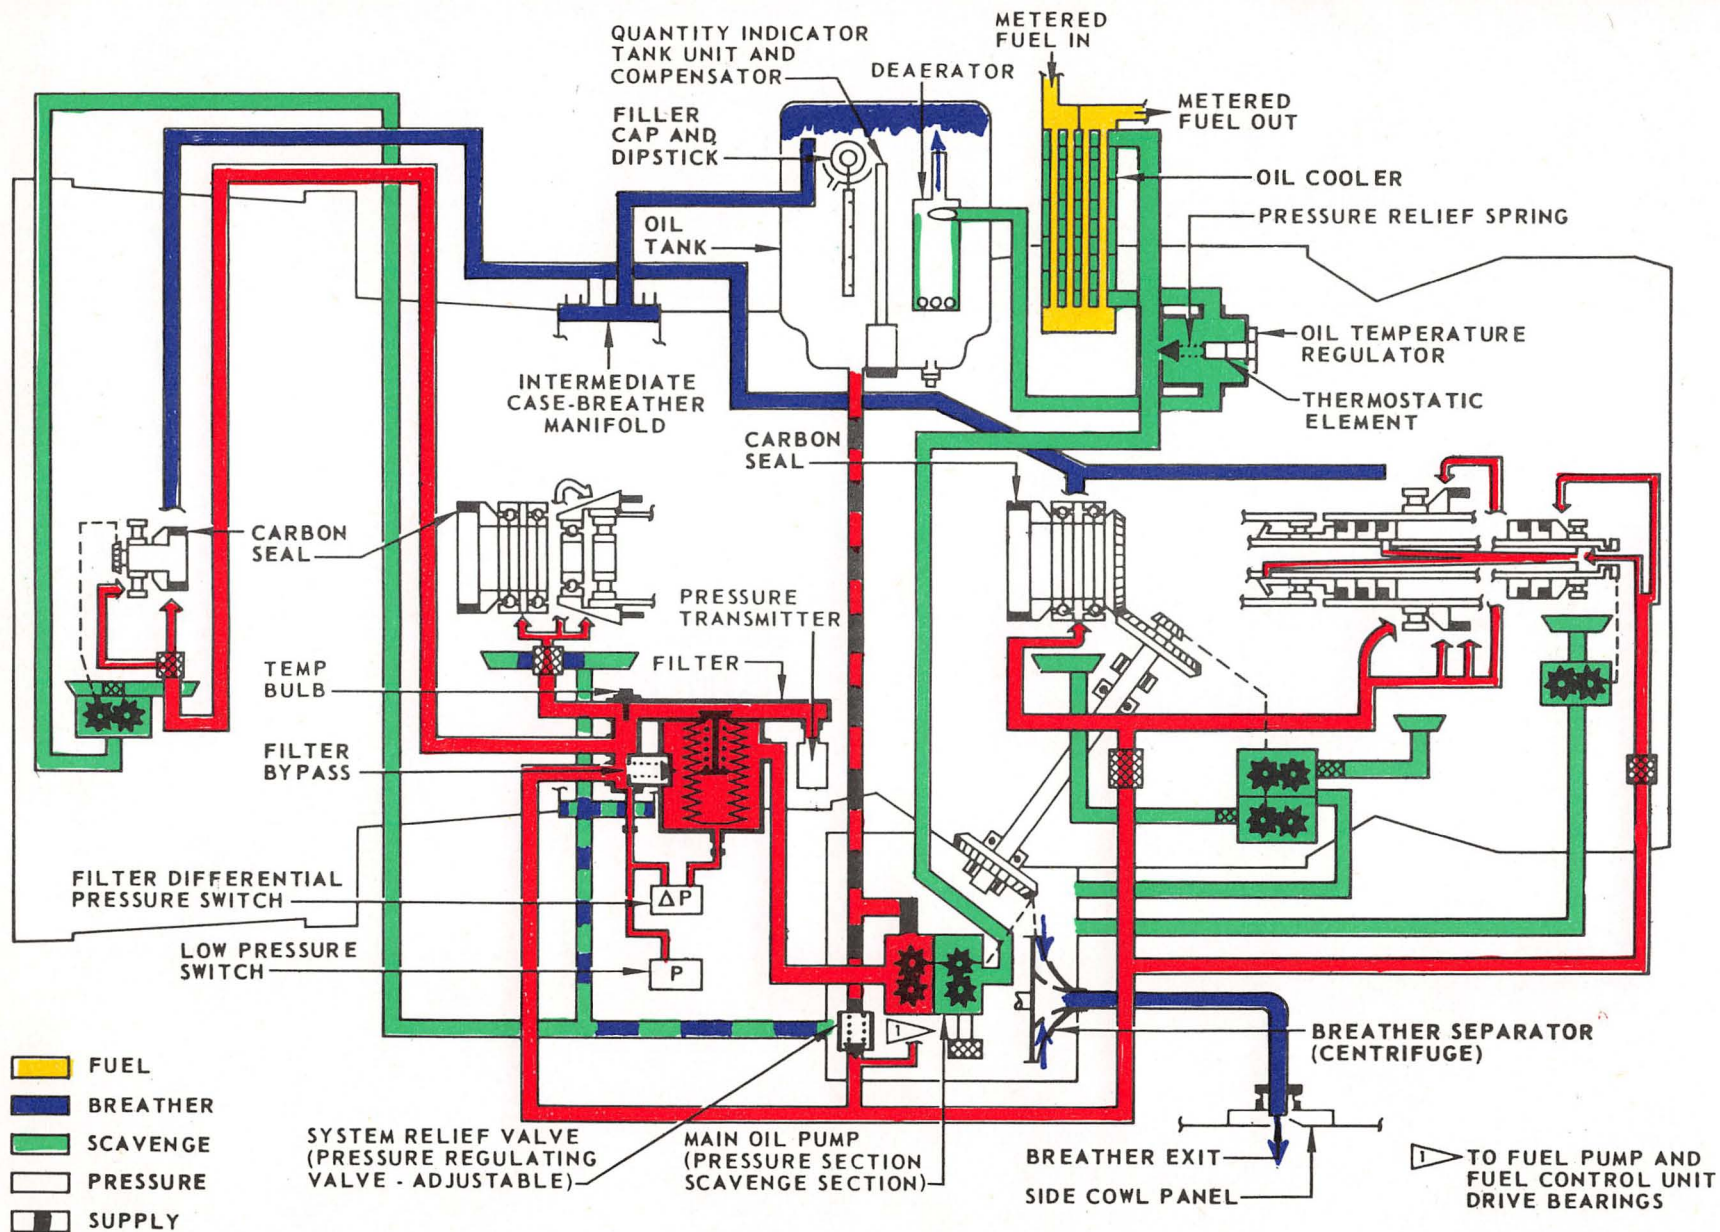 QUANTITY INDICATOR
TANK UNIT AND
COMPENSATOR
DEAERATOR
METERED
FUEL IN
METERED
FUEL OUT
FILLER
CAP AND
DIPSTICK
OIL COOLER
PRESSURE RELIEF SPRING
OIL
TANK
OIL TEMPERATURE
REGULATOR
THERMOSTATIC
ELEMENT
INTERMEDIATE
CASE-BREATHER
MANIFOLD
CARBON
SEAL
CARBON
SEAL
PRESSURE
TRANSMITTER
TEMP
BULB
FILTER
FILTER
BYPASS
FILTER DIFFERENTIAL
PRESSURE SWITCH
Δ P
LOW PRESSURE
SWITCH
P
1
BREATHER SEPARATOR
(CENTRIFUGE)
FUEL
BREATHER
SCAVENGE
PRESSURE
SUPPLY
SYSTEM RELIEF VALVE
(PRESSURE REGULATING
VALVE - ADJUSTABLE)
MAIN OIL PUMP
(PRESSURE SECTION
SCAVENGE SECTION)
BREATHER EXIT
SIDE COWL PANEL
1 TO FUEL PUMP AND
FUEL CONTROL UNIT
DRIVE BEARINGS